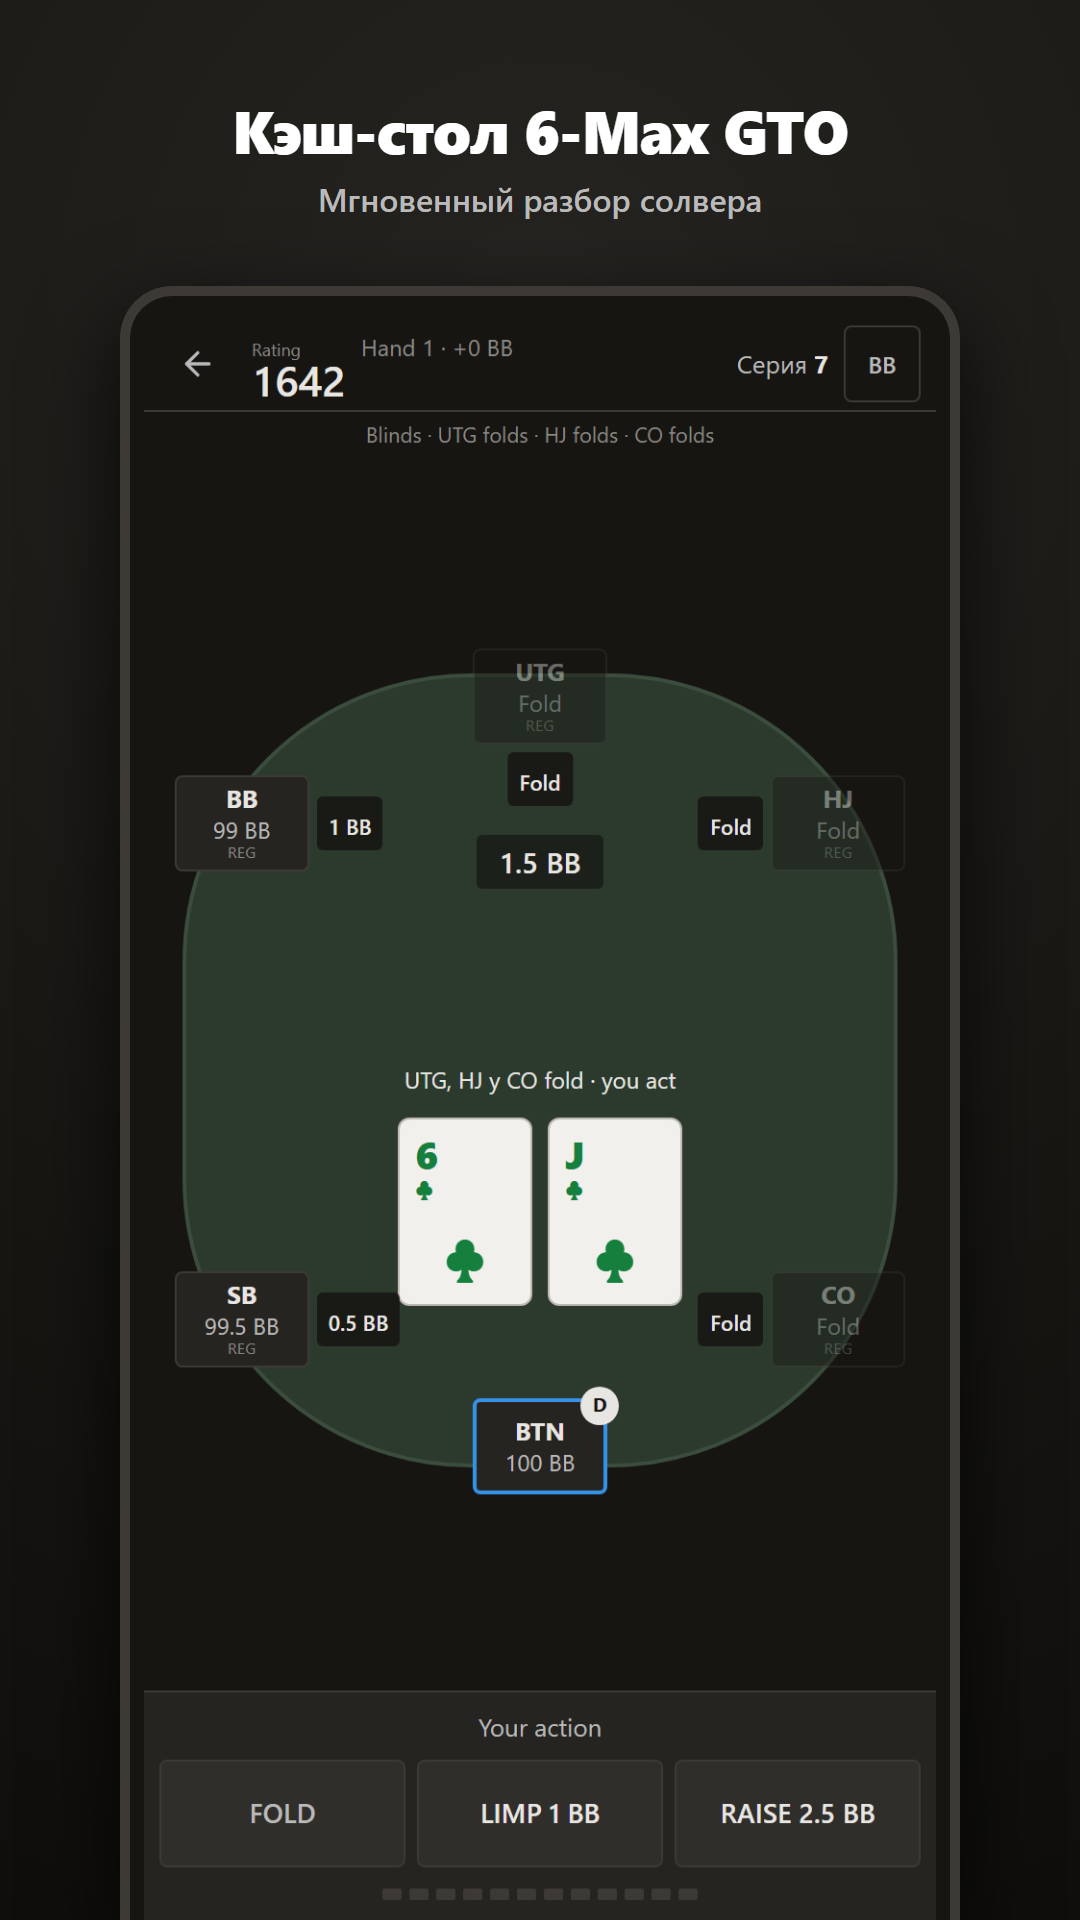 Кэш-стол 6-Max GTO
Мгновенный разбор солвера
Rating
1642
Hand 1 · +0 BB
Серия 7
BB
Blinds · UTG folds · HJ folds · CO folds
UTG
Fold
REG
Fold
BB
99 BB
REG
1 BB
Fold
HJ
Fold
REG
1.5 BB
UTG, HJ y CO fold · you act
6
J
SB
99.5 BB
REG
0.5 BB
Fold
CO
Fold
REG
D
BTN
100 BB
Your action
FOLD
LIMP 1 BB
RAISE 2.5 BB